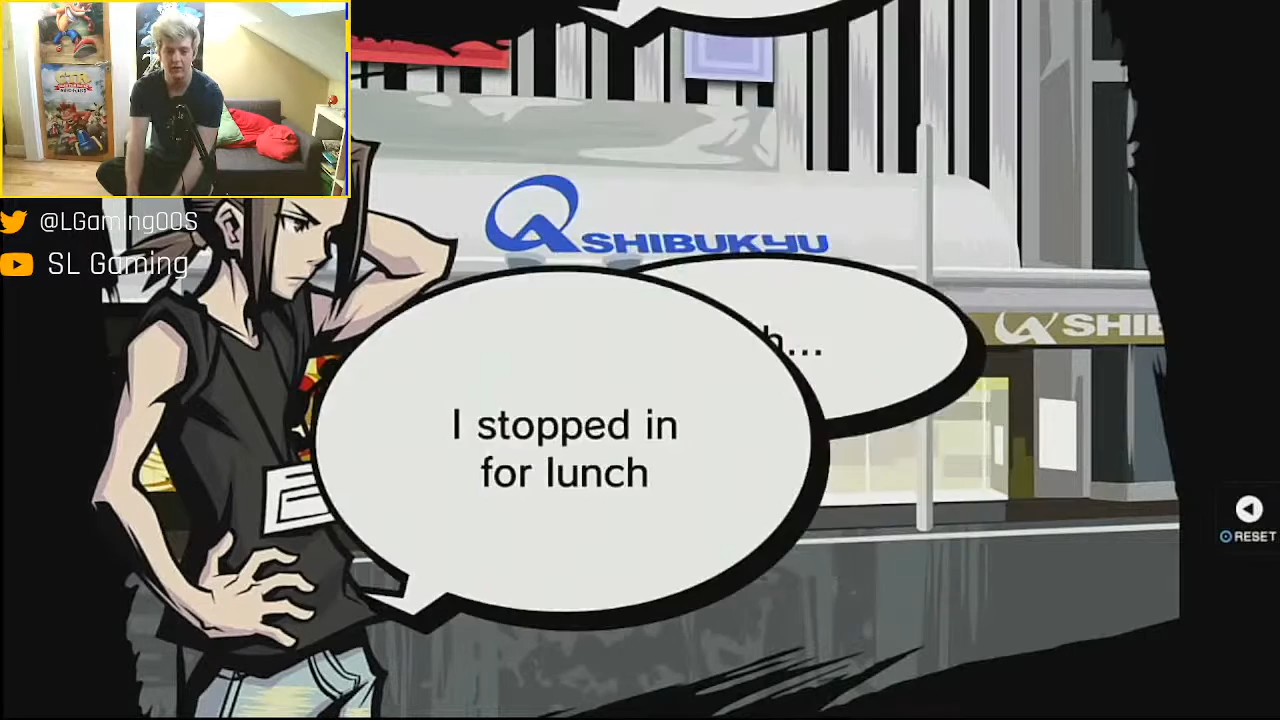 @LGaming00S
SL Gaming
SHIBUKYU
SHIB
h...
I stopped in
for lunch
RESET